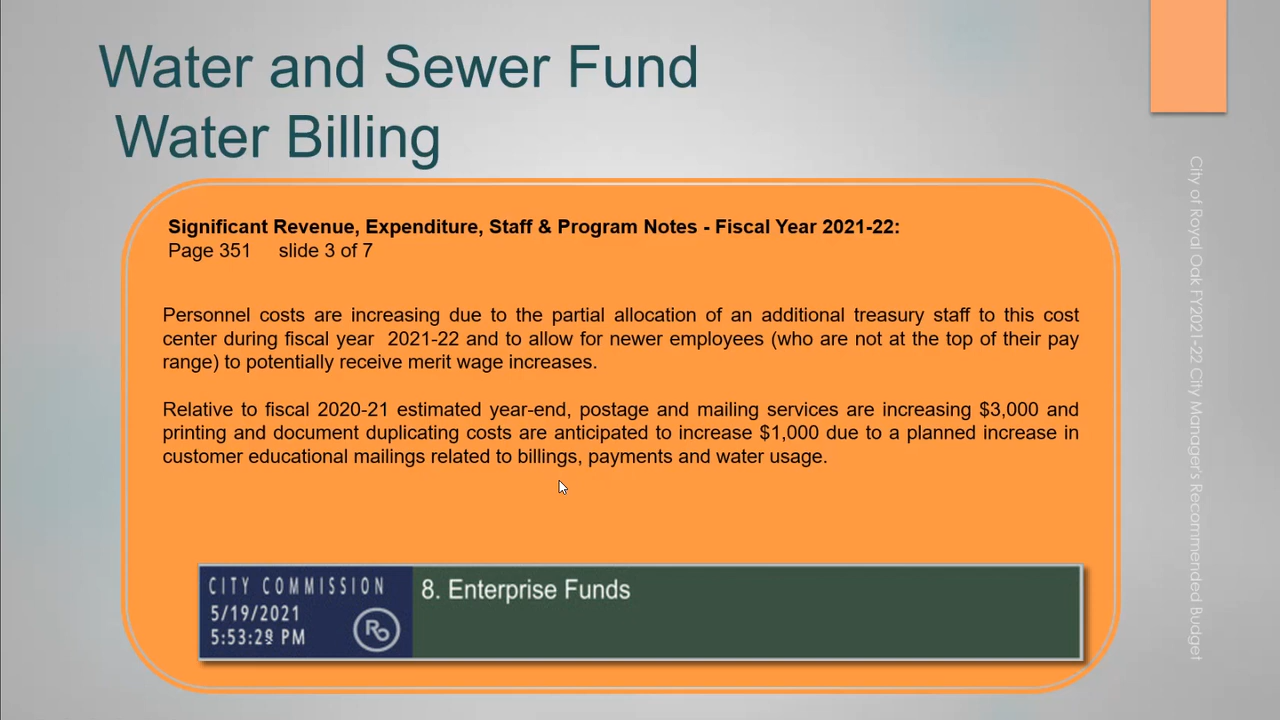 Water and Sewer Fund
Water Billing
Significant Revenue, Expenditure, Staff & Program Notes - Fiscal Year 2021-22:
Page 351 slide 3 of 7
Personnel costs are increasing due to the partial allocation of an additional treasury staff to this cost
center during fiscal year 2021-22 and to allow for newer employees (who are not at the top of their pay
range) to potentially receive merit wage increases.
Relative to fiscal 2020-21 estimated year-end, postage and mailing services are increasing $3,000 and
printing and document duplicating costs are anticipated to increase $1,000 due to a planned increase in
customer educational mailings related to billings, payments and water usage.
CITY COMMISSION
5/19/2021
5:53:29 PM
Ro
8. Enterprise Funds
City of Royal Oak FY2021-22 City Manager's Recommended Budget